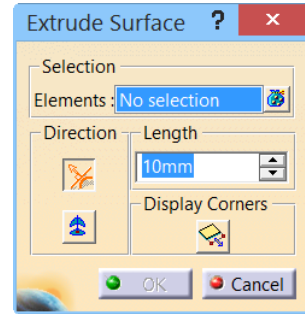 Extrude Surface ? ×
Selection
Elements : No selection
Direction
Length
10mm
Display Corners
OK
Cancel